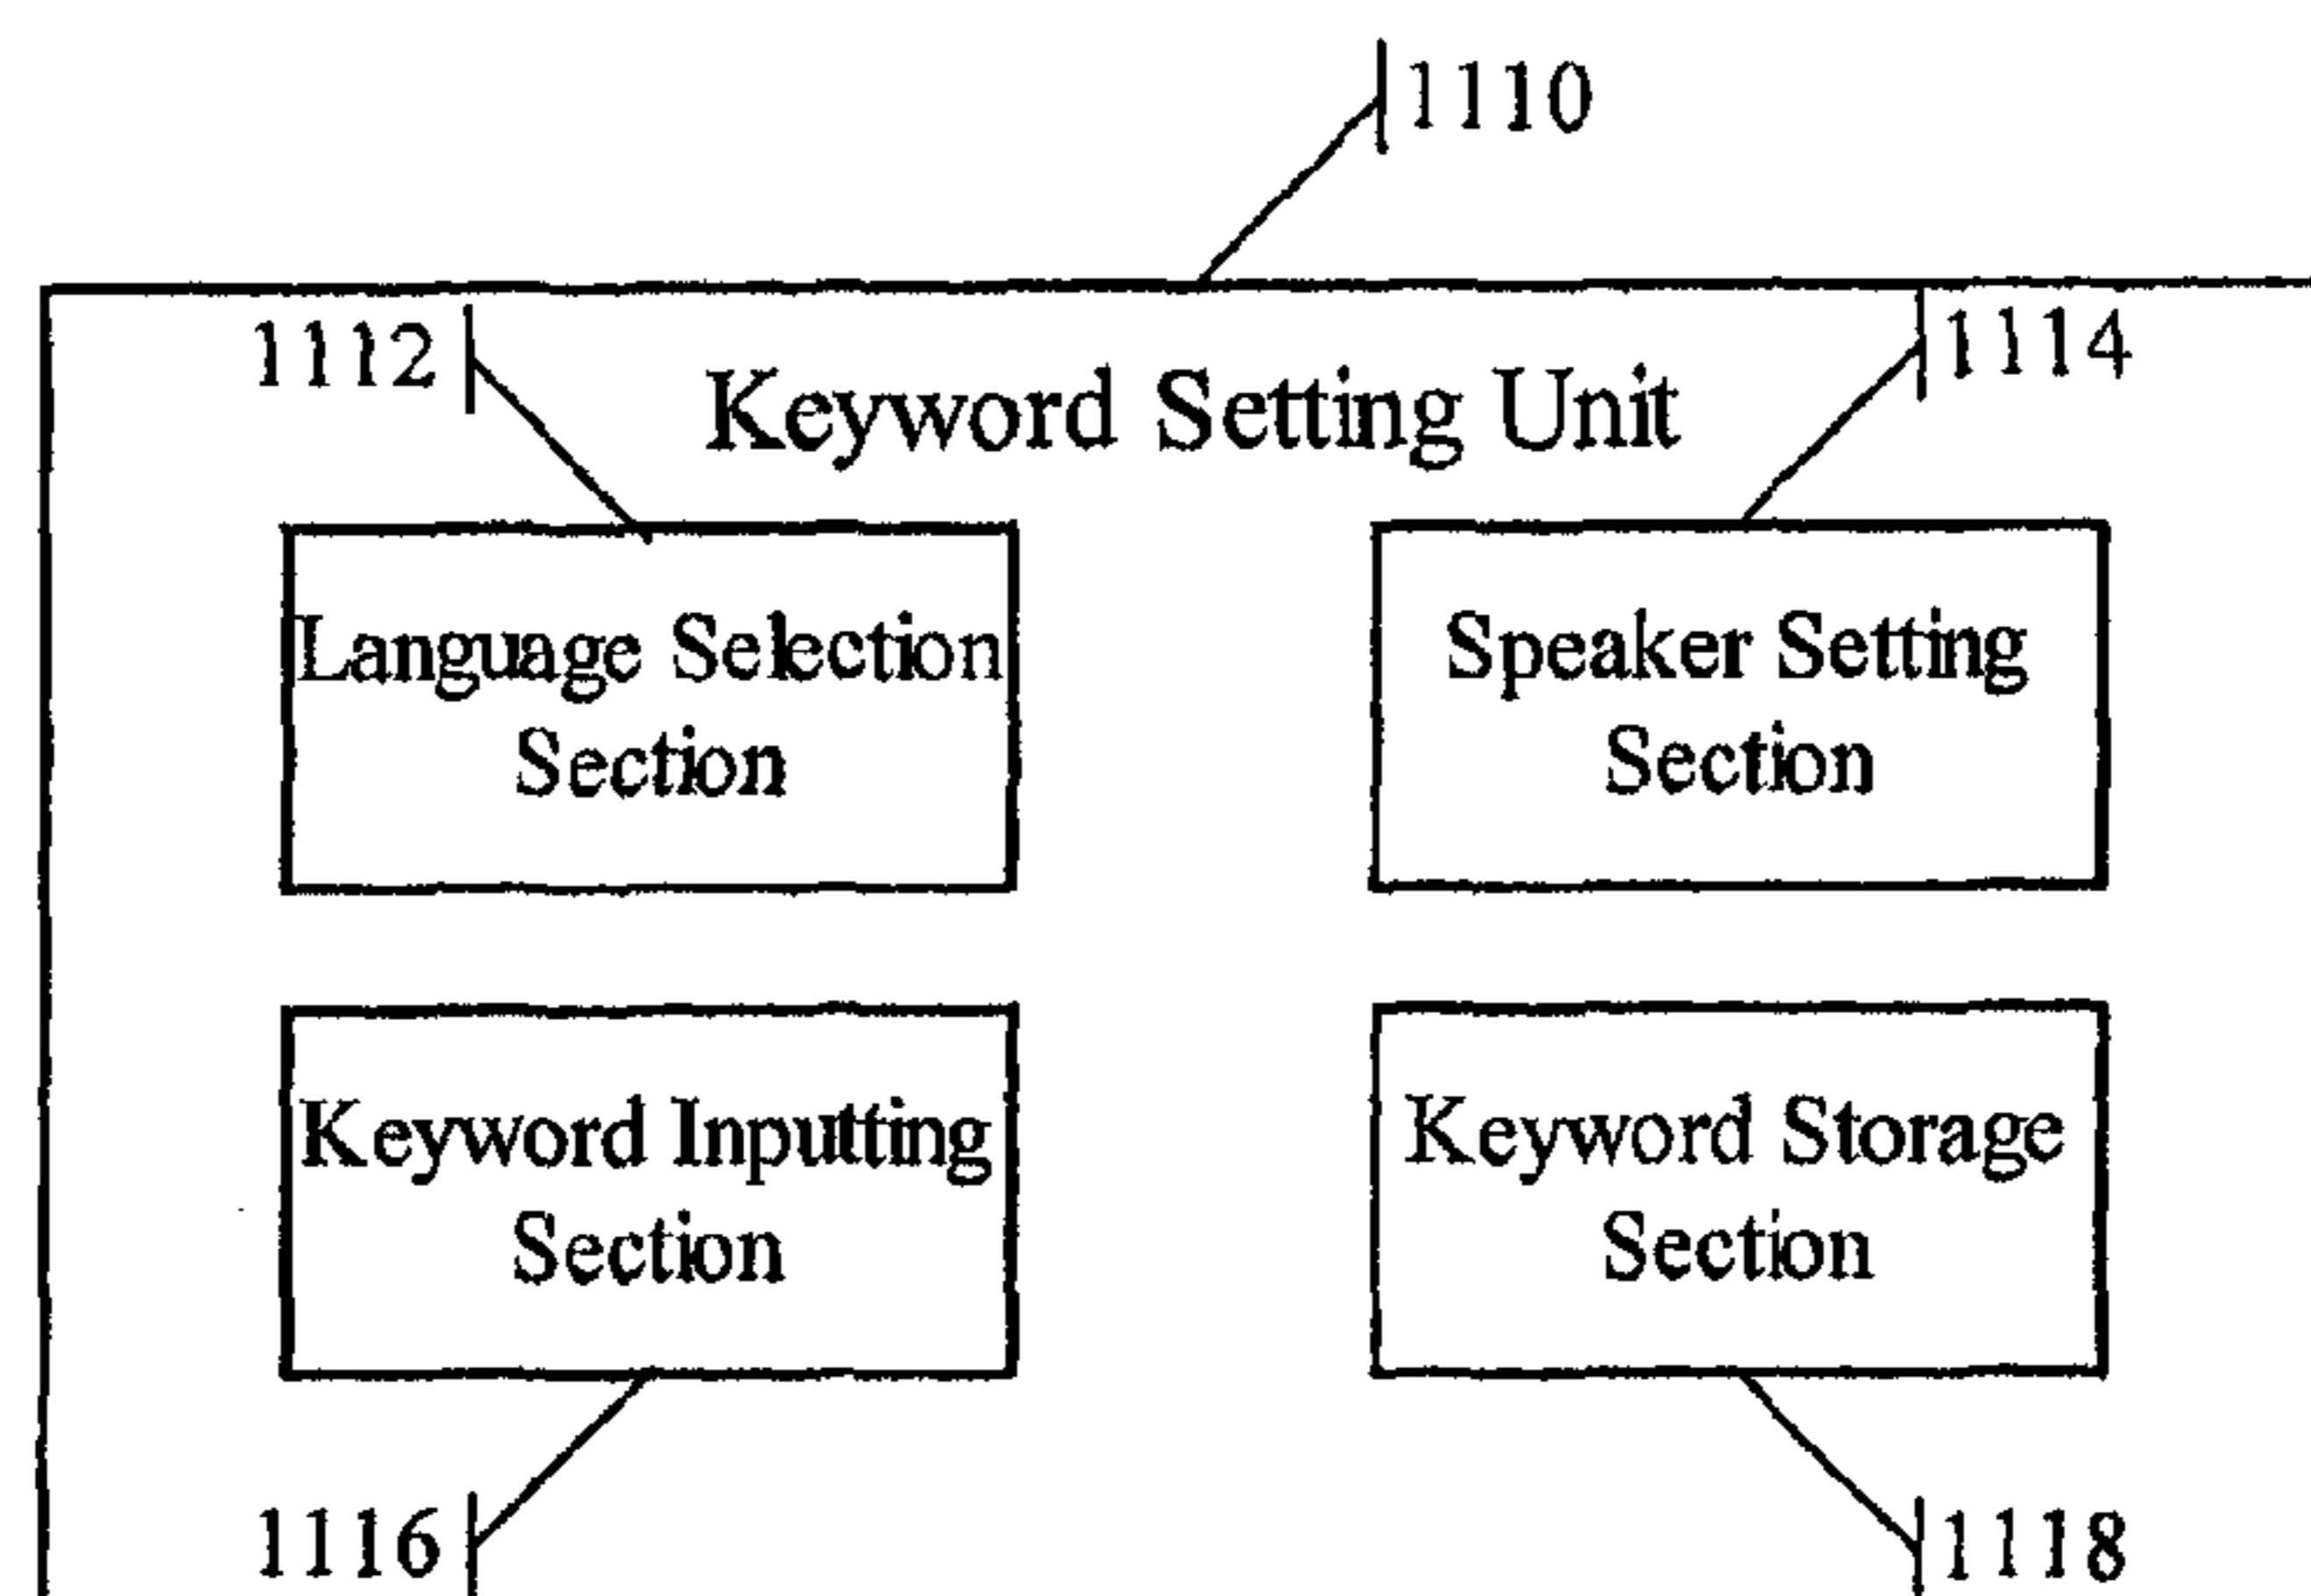 1110
1112
1114
Keyword Setting Unit
Language Selection
Section
Speaker Setting
Section
Keyword Inputting
Section
Keyword Storage
Section
1116
1118